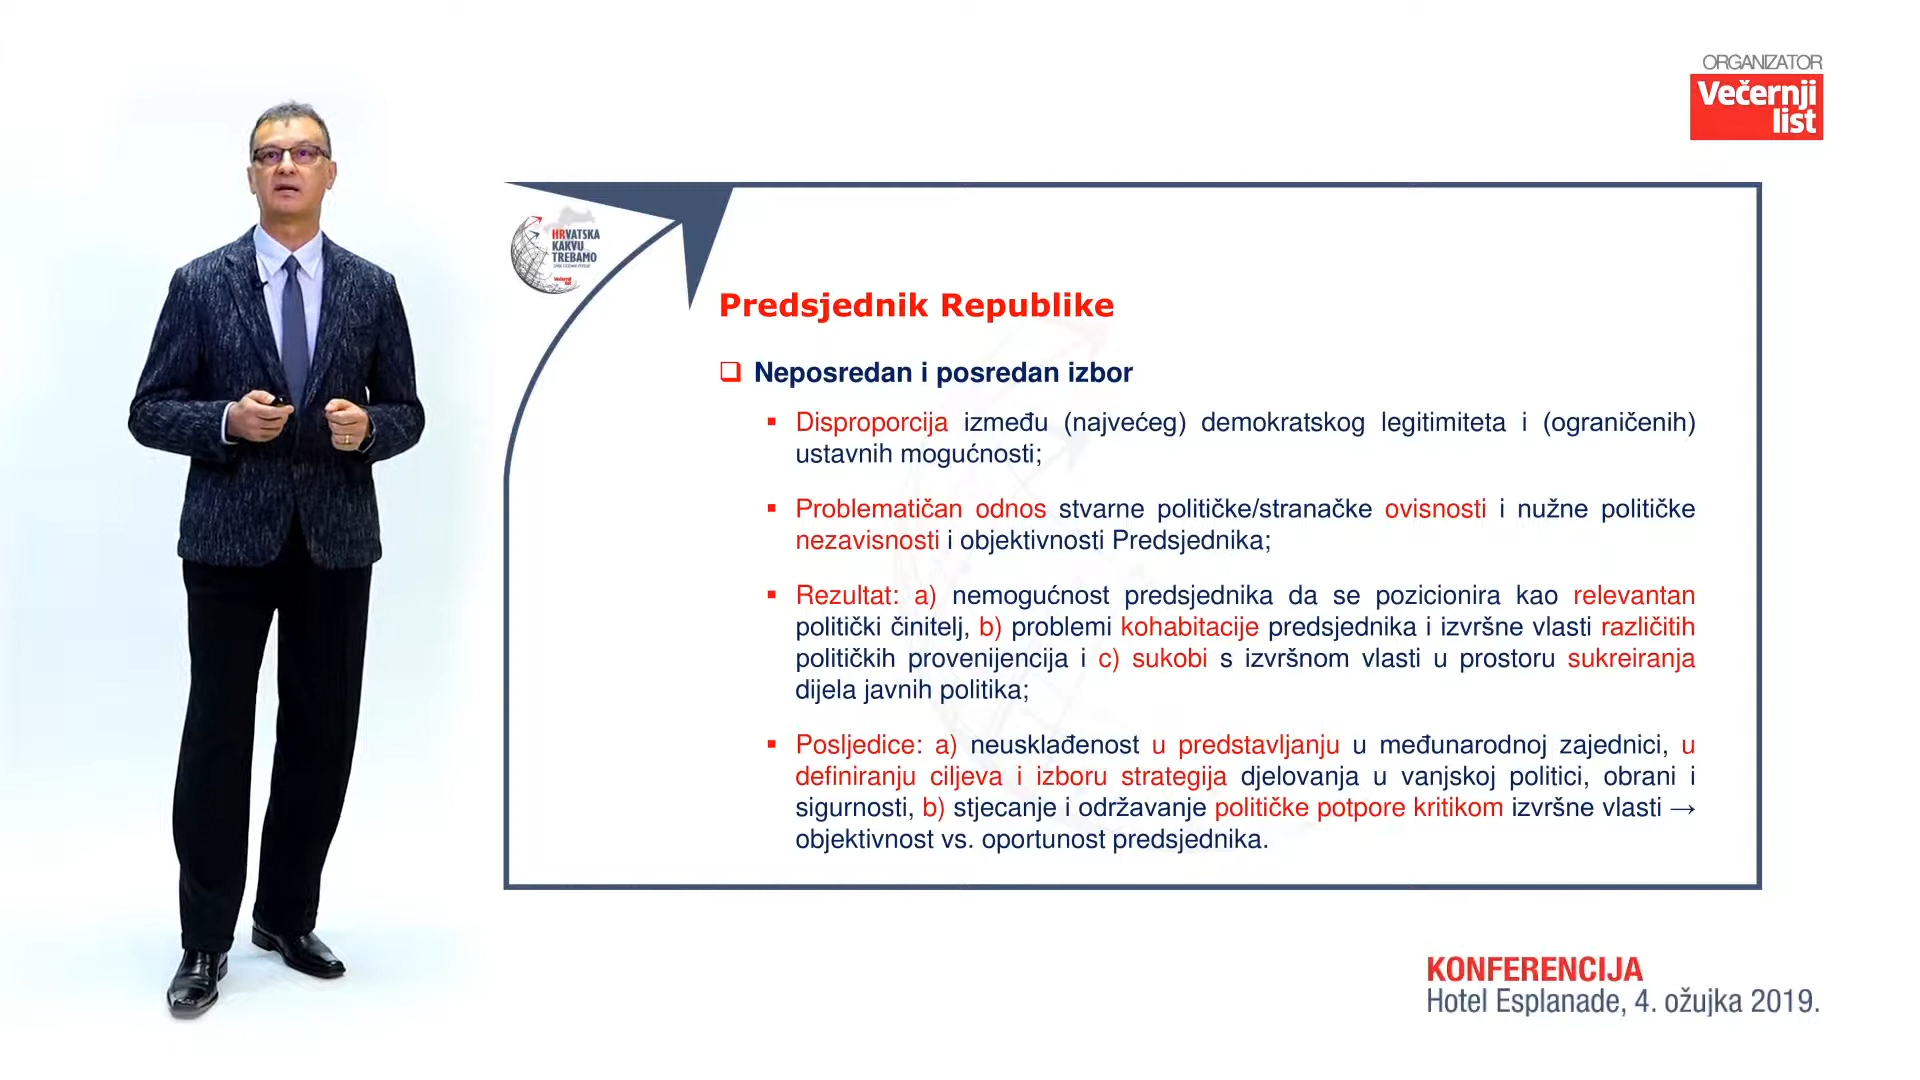 ORGANIZATOR
Večernji
list
HRVATSKA
KAKVU
TREBAMO
Večernji
list
Predsjednik Republike
Neposredan i posredan izbor
Disproporcija između (najvećeg) demokratskog legitimiteta i (ograničenih)
ustavnih mogućnosti;
Problematičan odnos stvarne političke/stranačke ovisnosti i nužne političke
nezavisnosti i objektivnosti Predsjednika;
Rezultat: a) nemogućnost predsjednika da se pozicionira kao relevantan
politički činitelj, b) problemi kohabitacije predsjednika i izvršne vlasti različitih
političkih provenijencija i c) sukobi s izvršnom vlasti u prostoru sukreiranja
dijela javnih politika;
Posljedice: a) neusklađenost u predstavljanju u međunarodnoj zajednici, u
definiranju ciljeva i izboru strategija djelovanja u vanjskoj politici, obrani i
sigurnosti, b) stjecanje i održavanje političke potpore kritikom izvršne vlasti →
objektivnost vs. oportunost predsjednika.
KONFERENCIJA
Hotel Esplanade, 4. ožujka 2019.